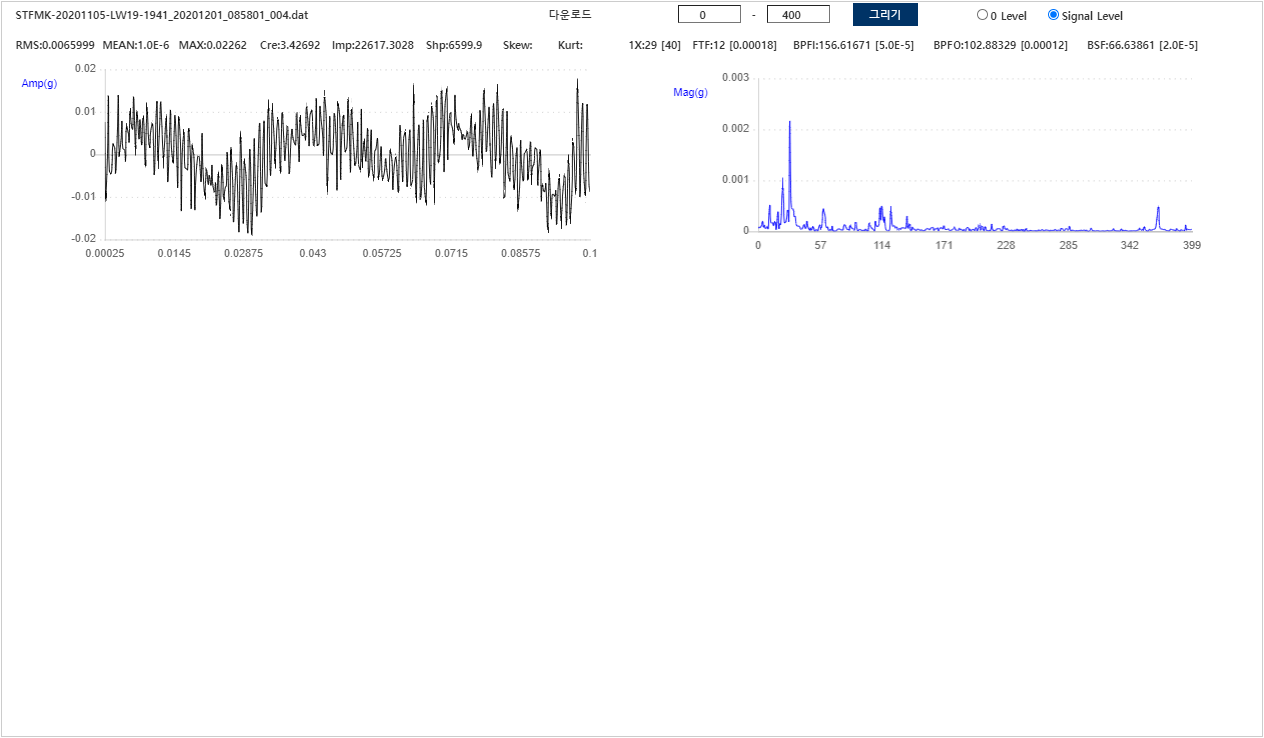 STFMK-20201105-LW19-1941_20201201_085801_004.dat 다운로드 0 - 400 그리기 0 Level Signal Level
RMS:0.0065999 MEAN:1.0E-6 MAX:0.02262 Cre:3.42692 Imp:22617.3028 Shp:6599.9 Skew: Kurt: 1X:29 [40] FTF:12 [0.00018] BPFI:156.61671 [5.0E-5] BPFO:102.88329 [0.00012] BSF:66.63861 [2.0E-5]
Amp(g)
0.02
0.01
0
-0.01
-0.02
0.00025 0.0145 0.02875 0.043 0.05725 0.0715 0.08575 0.1
Mag(g)
0.003
0.002
0.001
0
0 57 114 171 228 285 342 399